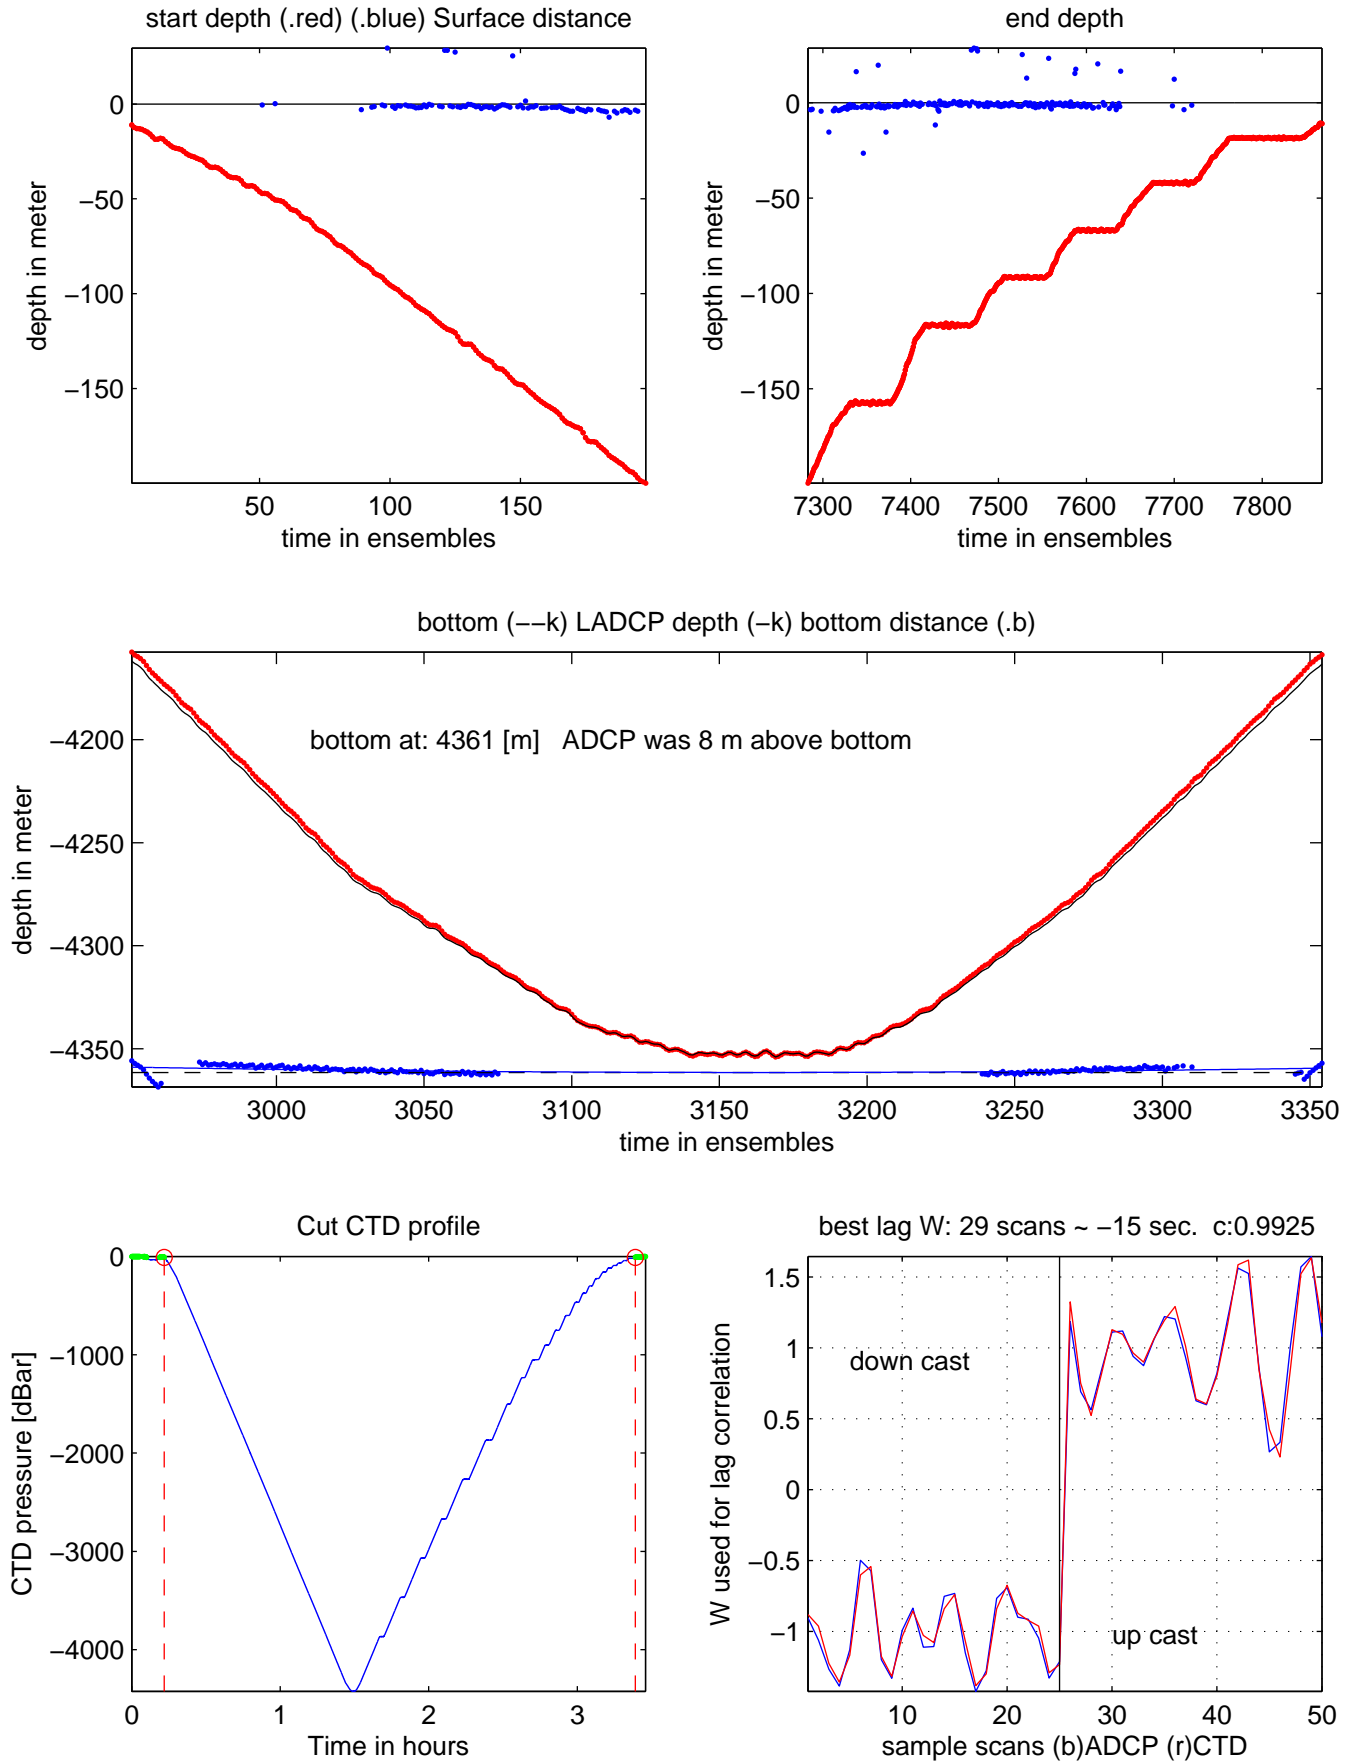 start depth (.red) (.blue) Surface distance
0
−50
−100
−150
depth in meter
50 100 150
time in ensembles
end depth
0
−50
−100
−150
depth in meter
7300 7400 7500 7600 7700 7800
time in ensembles
bottom (−−k) LADCP depth (−k) bottom distance (.b)
bottom at: 4361 [m] ADCP was 8 m above bottom
−4200
−4250
−4300
−4350
depth in meter
3000 3050 3100 3150 3200 3250 3300 3350
time in ensembles
Cut CTD profile
0
−1000
−2000
−3000
−4000
CTD pressure [dBar]
0 1 2 3
Time in hours
best lag W: 29 scans ~ −15 sec. c:0.9925
1.5
1
0.5
0
−0.5
−1
W used for lag correlation
down cast
up cast
10 20 30 40 50
sample scans (b)ADCP (r)CTD